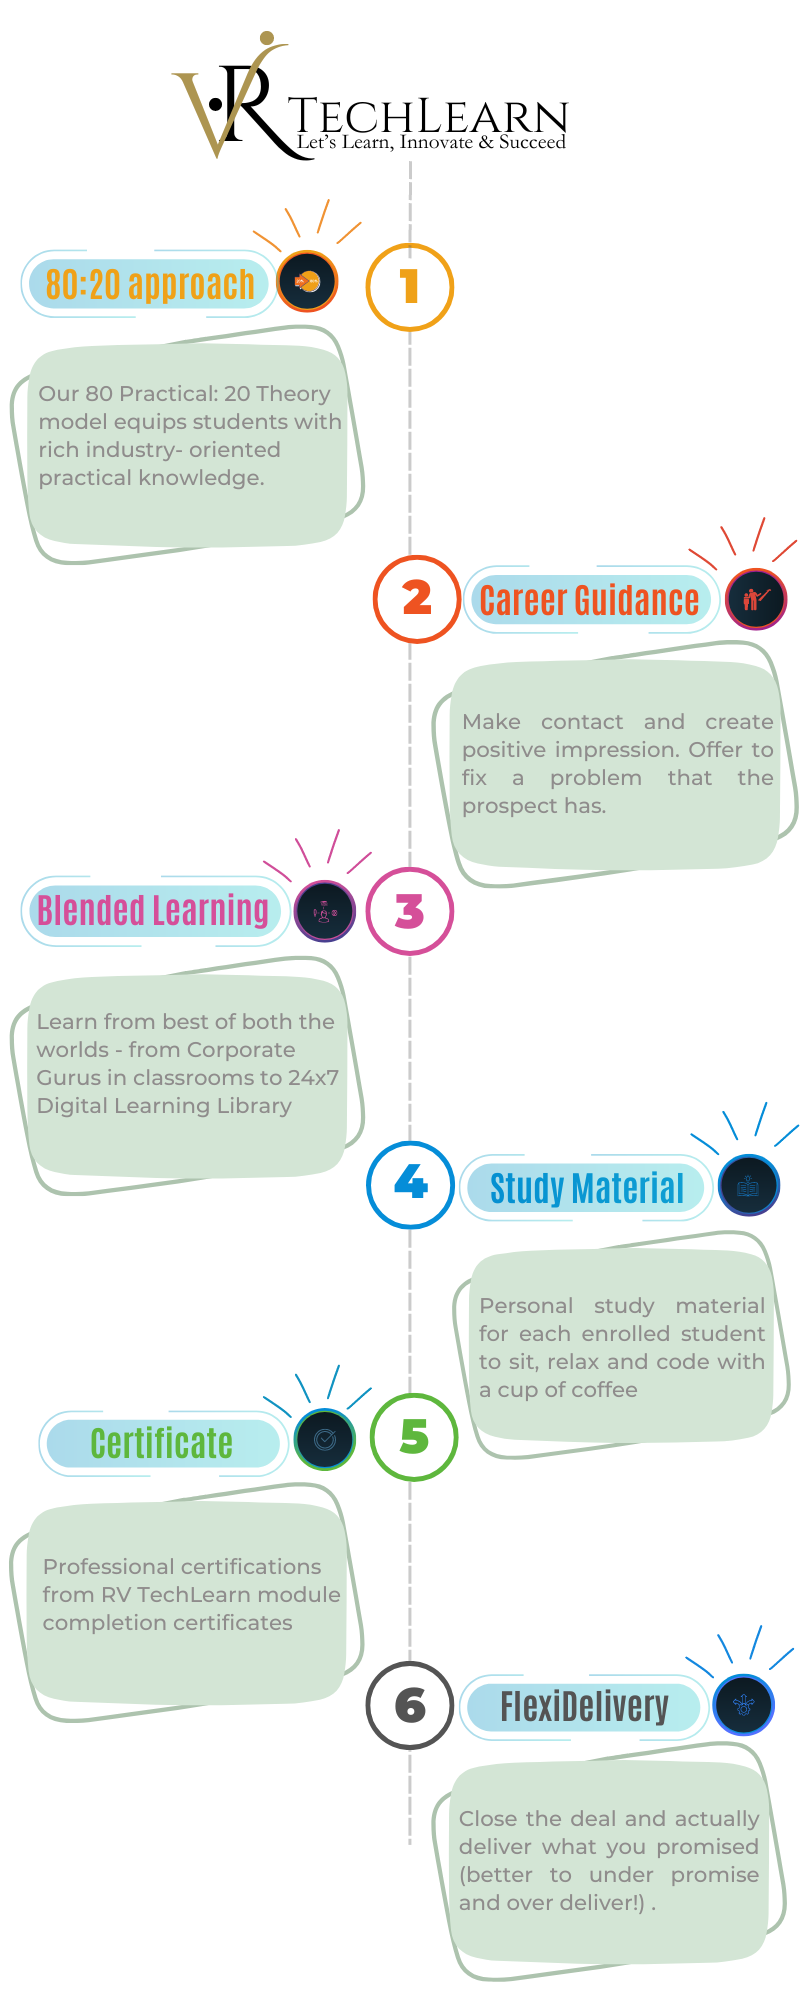 VR TechLearn
Let's Learn, Innovate & Succeed
80:20 approach
1
Our 80 Practical: 20 Theory
model equips students with
rich industry- oriented
practical knowledge.
2
Career Guidance
Make contact and create
positive impression. Offer to
fix a problem that the
prospect has.
Blended Learning
3
Learn from best of both the
worlds - from Corporate
Gurus in classrooms to 24x7
Digital Learning Library
4
Study Material
Personal study material
for each enrolled student
to sit, relax and code with
a cup of coffee
Certificate
5
Professional certifications
from RV TechLearn module
completion certificates
6
FlexiDelivery
Close the deal and actually
deliver what you promised
(better to under promise
and over deliver!) .